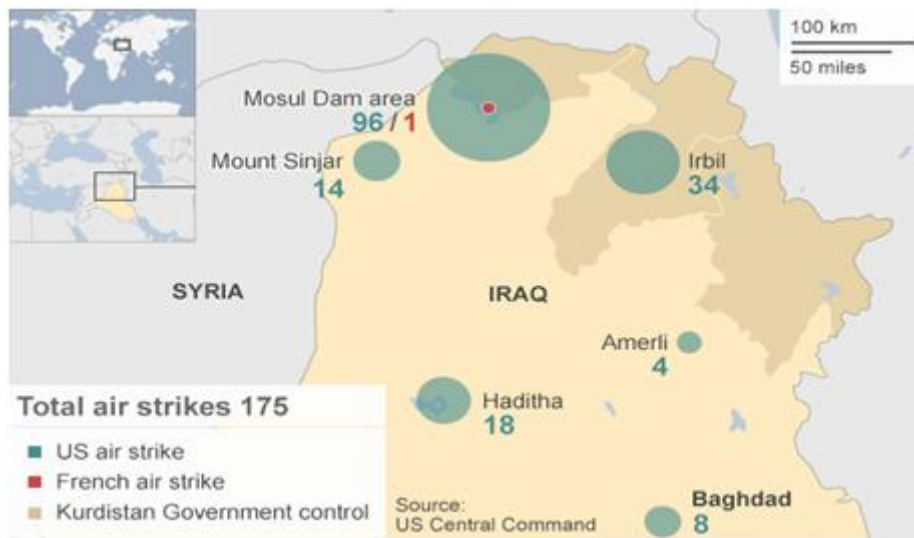 100 km
50 miles
Mosul Dam area
96 / 1
Mount Sinjar
14
Irbil
34
SYRIA
IRAQ
Amerli
4
Haditha
18
Total air strikes 175
US air strike
French air strike
Kurdistan Government control
Source:
US Central Command
Baghdad
8